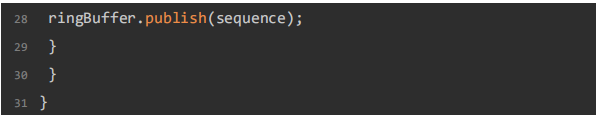 28 ringBuffer.publish(sequence);
29 }
30 }
31 }